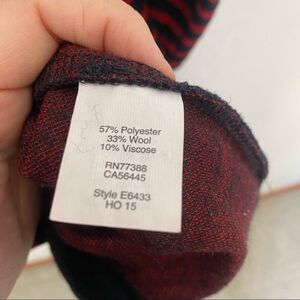 57% Polyester
33% Wool
10% Viscose
RN77388
CA56445
Style E6433
HO 15